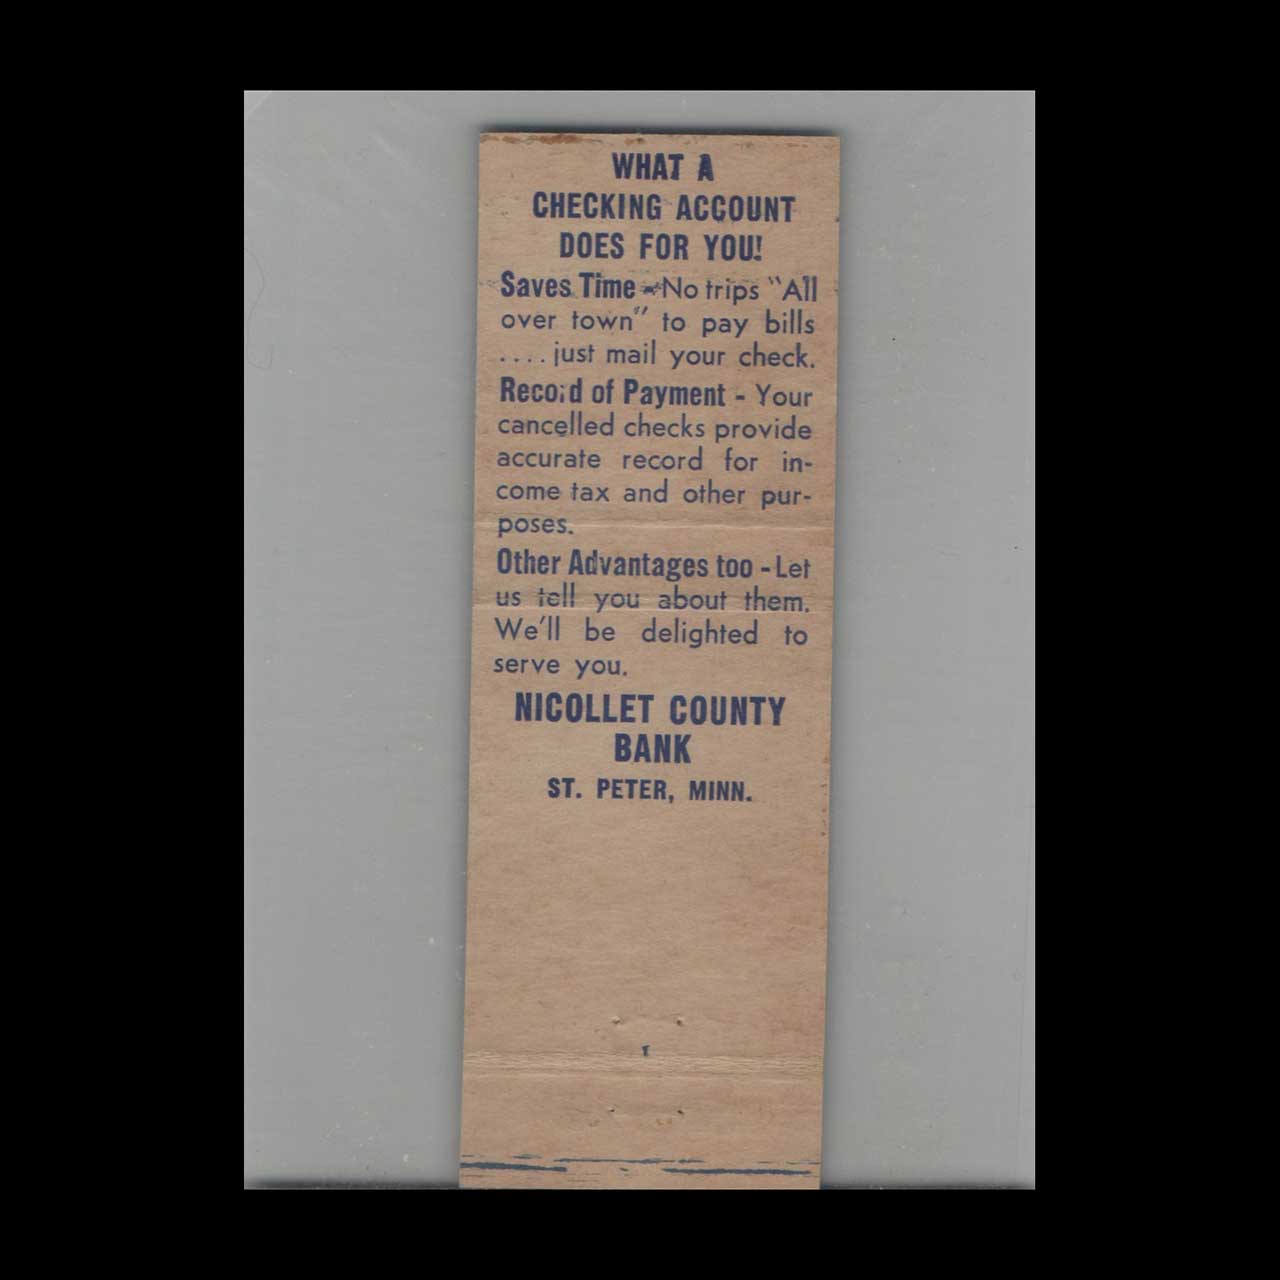 WHAT A
CHECKING ACCOUNT
DOES FOR YOU!
Saves Time - No trips "All
over town" to pay bills
.... just mail your check.
Record of Payment - Your
cancelled checks provide
accurate record for in-
come tax and other pur-
poses.
Other Advantages too - Let
us tell you about them.
We'll be delighted to
serve you.
NICOLLET COUNTY
BANK
ST. PETER, MINN.